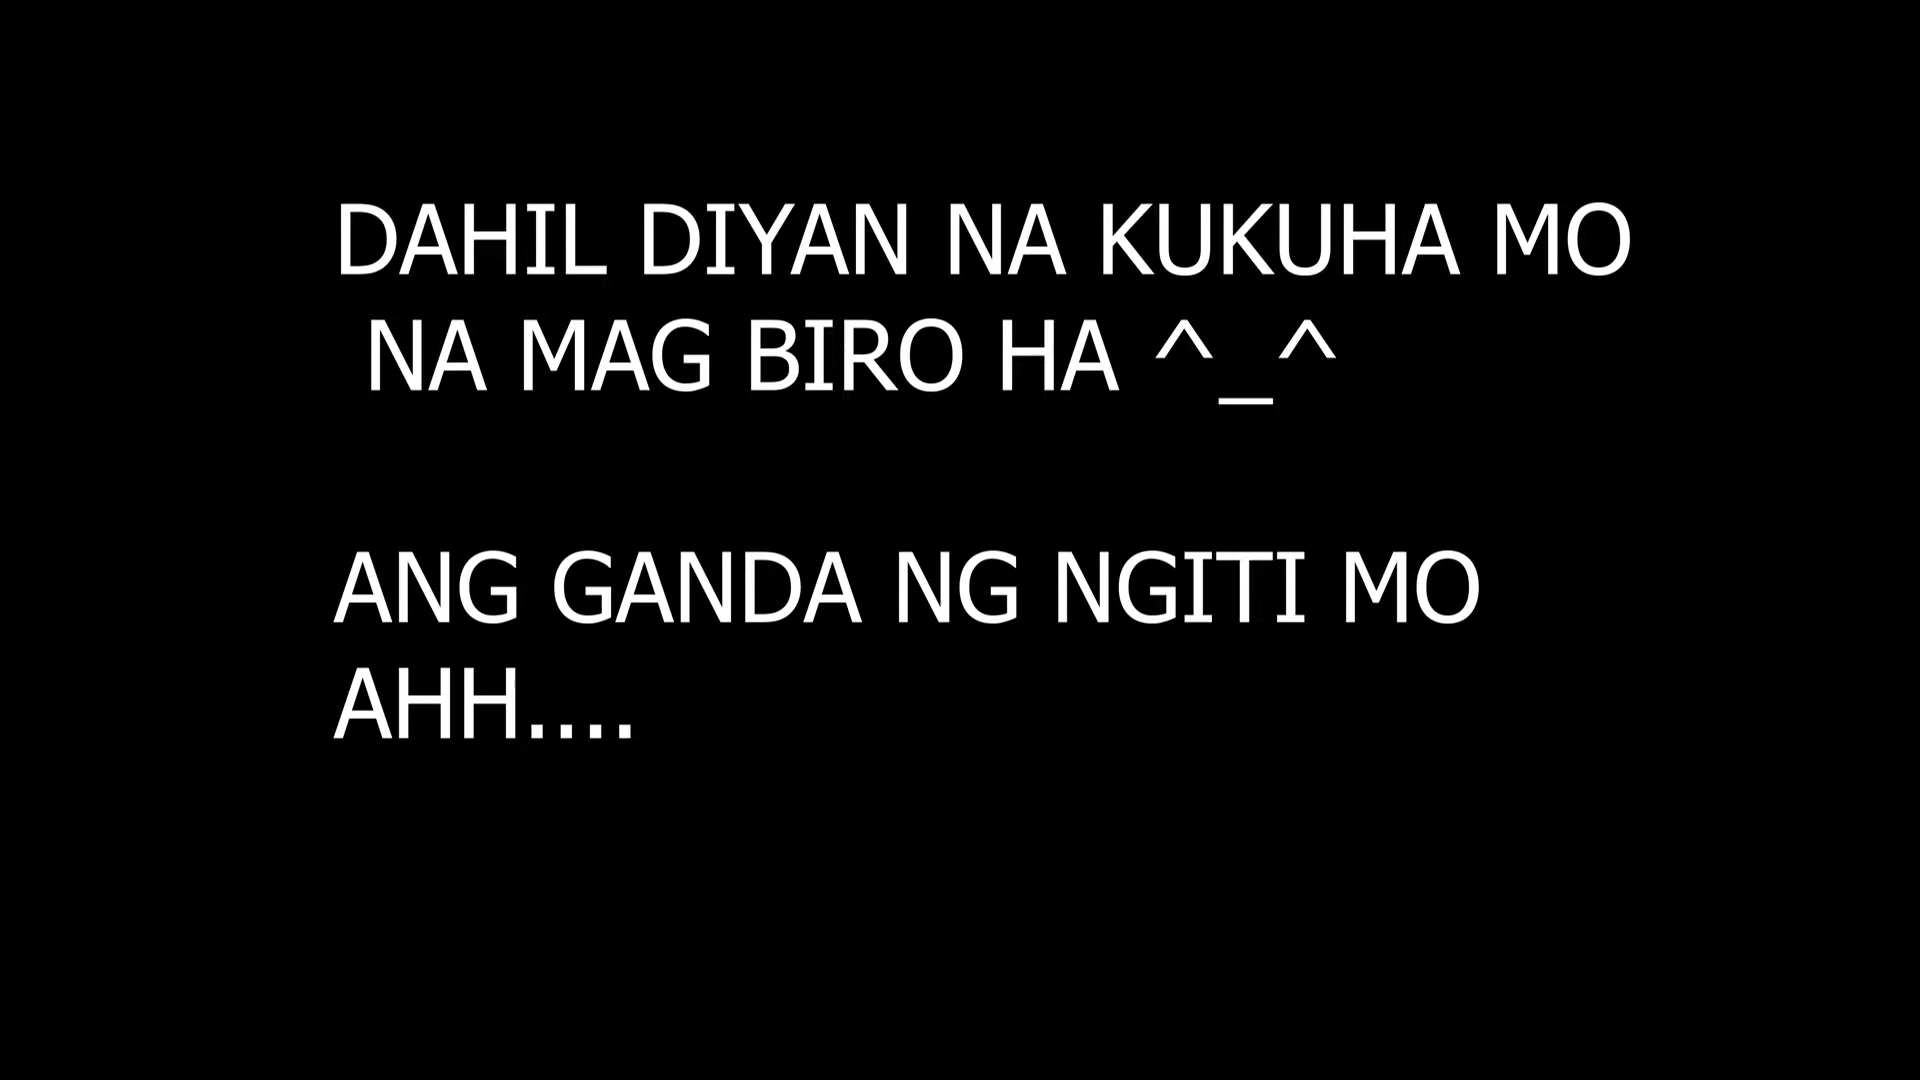 DAHIL DIYAN NA KUKUHA MO
NA MAG BIRO HA ^_^
ANG GANDA NG NGITI MO
AHH....